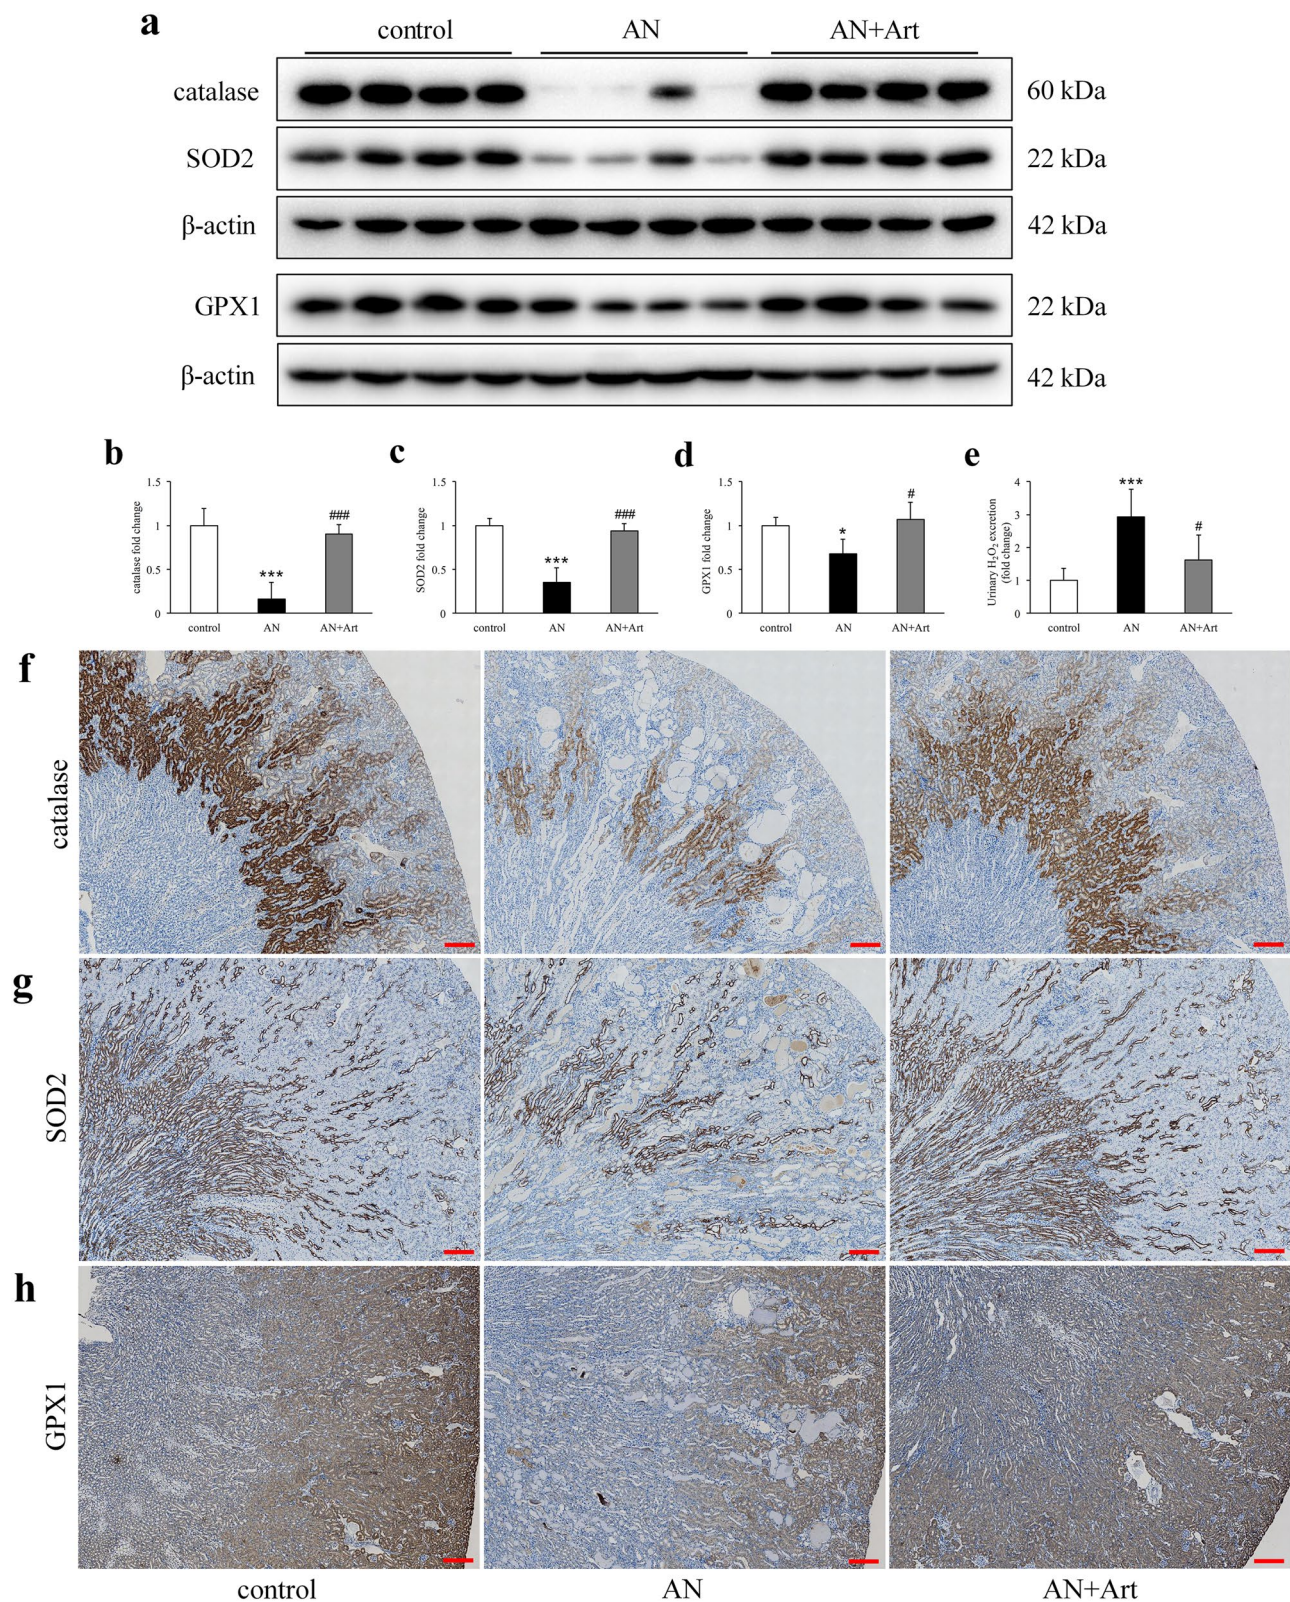 a
control AN AN+Art
catalase 60 kDa
SOD2 22 kDa
β-actin 42 kDa
GPX1 22 kDa
β-actin 42 kDa
b
catalase fold change
1.5
1
0.5
0
***
###
control AN AN+Art
c
SOD2 fold change
1.5
1
0.5
0
***
###
control AN AN+Art
d
GPX1 fold change
1.5
1
0.5
0
*
#
control AN AN+Art
e
Urinary H₂O₂ excretion
(fold change)
4
3
2
1
0
***
#
control AN AN+Art
f
catalase
g
SOD2
h
GPX1
control AN AN+Art